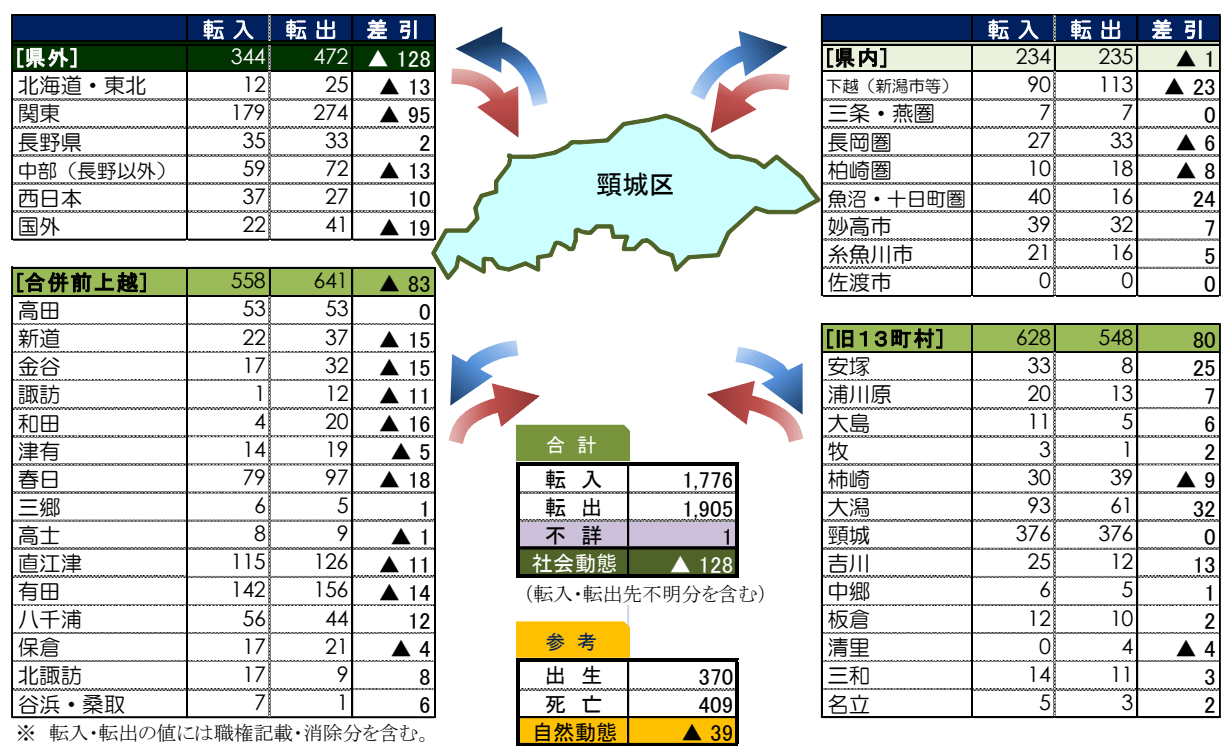 転入 転出 差引
[県外] 344 472 ▲ 128
北海道・東北 12 25 ▲ 13
関東 179 274 ▲ 95
長野県 35 33 2
中部（長野以外） 59 72 ▲ 13
西日本 37 27 10
国外 22 41 ▲ 19
[合併前上越] 558 641 ▲ 83
高田 53 53 0
新道 22 37 ▲ 15
金谷 17 32 ▲ 15
諏訪 1 12 ▲ 11
和田 4 20 ▲ 16
津有 14 19 ▲ 5
春日 79 97 ▲ 18
三郷 6 5 1
高士 8 9 ▲ 1
直江津 115 126 ▲ 11
有田 142 156 ▲ 14
八千浦 56 44 12
保倉 17 21 ▲ 4
北諏訪 17 9 8
谷浜・桑取 7 1 6
※ 転入・転出の値には職権記載・消除分を含む。
頸城区
合計
転入 1,776
転出 1,905
不詳 1
社会動態 ▲ 128
（転入・転出先不明分を含む）
参考
出生 370
死亡 409
自然動態 ▲ 39
転入 転出 差引
[県内] 234 235 ▲ 1
下越（新潟市等） 90 113 ▲ 23
三条・燕圏 7 7 0
長岡圏 27 33 ▲ 6
柏崎圏 10 18 ▲ 8
魚沼・十日町圏 40 16 24
妙高市 39 32 7
糸魚川市 21 16 5
佐渡市 0 0 0
[旧13町村] 628 548 80
安塚 33 8 25
浦川原 20 13 7
大島 11 5 6
牧 3 1 2
柿崎 30 39 ▲ 9
大潟 93 61 32
頸城 376 376 0
吉川 25 12 13
中郷 6 5 1
板倉 12 10 2
清里 0 4 ▲ 4
三和 14 11 3
名立 5 3 2